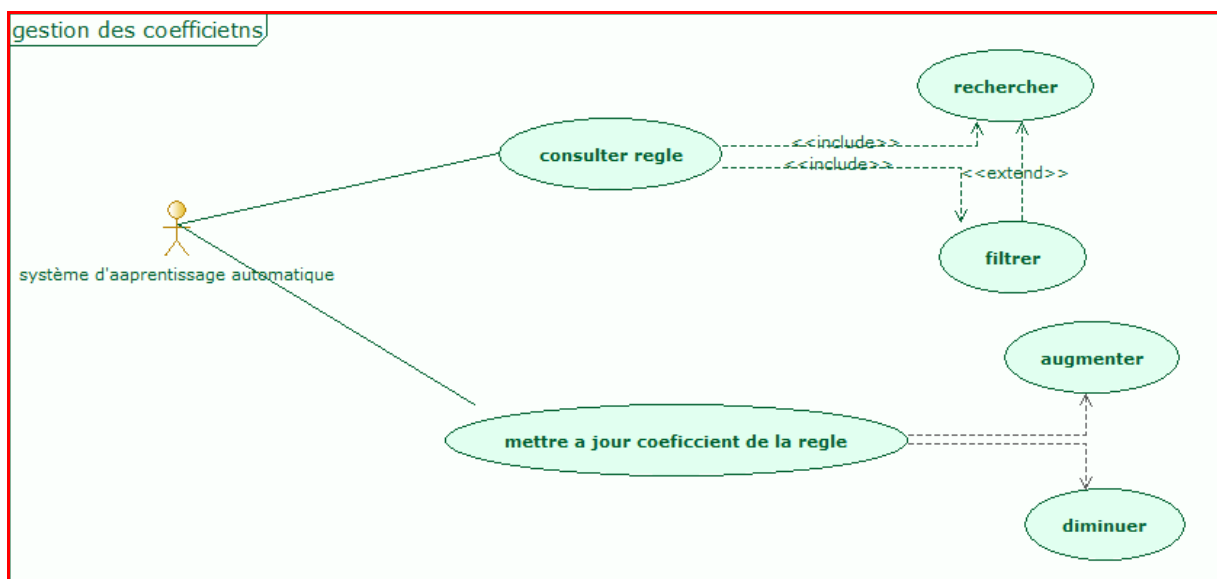 gestion des coefficietns
rechercher
consulter regle
<<include>>
<<include>>
<<extend>>
filtrer
système d'aaprentissage automatique
augmenter
mettre a jour coeficcient de la regle
diminuer